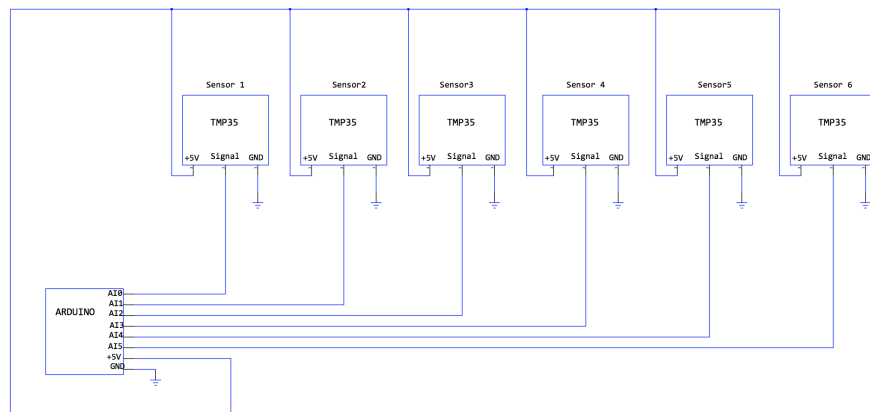 Sensor 1 Sensor2 Sensor3 Sensor 4 Sensor5 Sensor 6
TMP35 TMP35 TMP35 TMP35 TMP35 TMP35
+5V Signal GND +5V Signal GND +5V Signal GND +5V Signal GND +5V Signal GND +5V Signal GND
AI0
ARDUINO AI1
AI2
AI3
AI4
AI5
+5V
GND